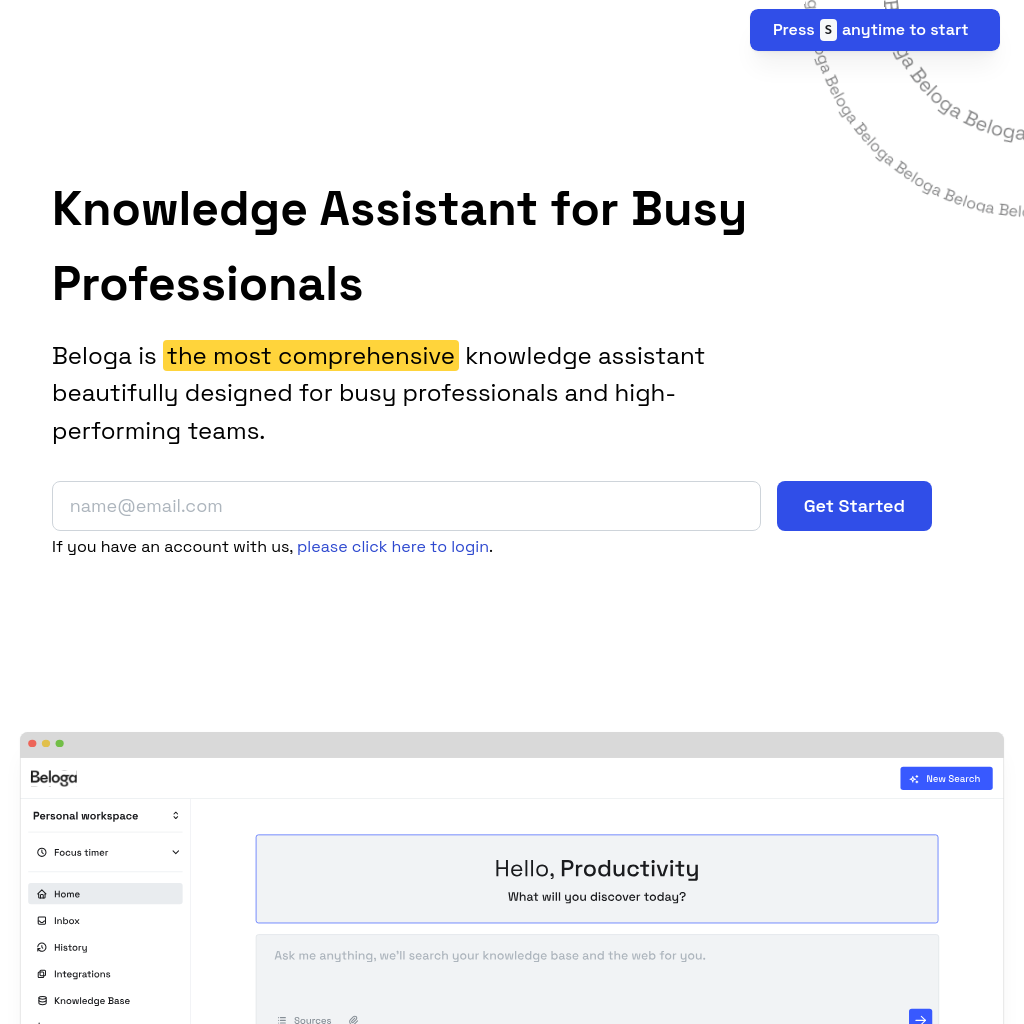 Press S anytime to start
Beloga Beloga
Beloga Beloga Beloga Beloga
Knowledge Assistant for Busy
Professionals
Beloga is the most comprehensive knowledge assistant
beautifully designed for busy professionals and high-
performing teams.
name@email.com
Get Started
If you have an account with us, please click here to login.
Beloga
New Search
Personal workspace
Focus timer
Home
Inbox
History
Integrations
Knowledge Base
Hello, Productivity
What will you discover today?
Ask me anything, we'll search your knowledge base and the web for you.
Sources